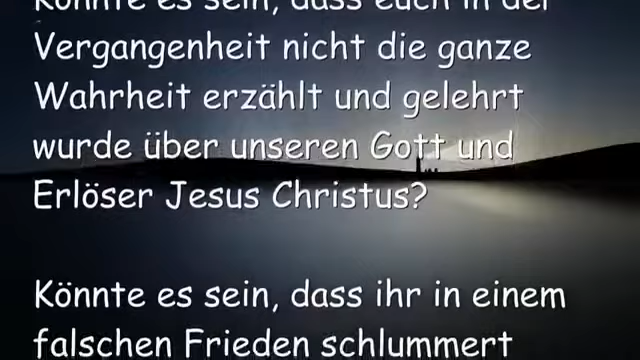 Könnte es sein, dass euch in der
Vergangenheit nicht die ganze
Wahrheit erzählt und gelehrt
wurde über unseren Gott und
Erlöser Jesus Christus?
Könnte es sein, dass ihr in einem
falschen Frieden schlummert